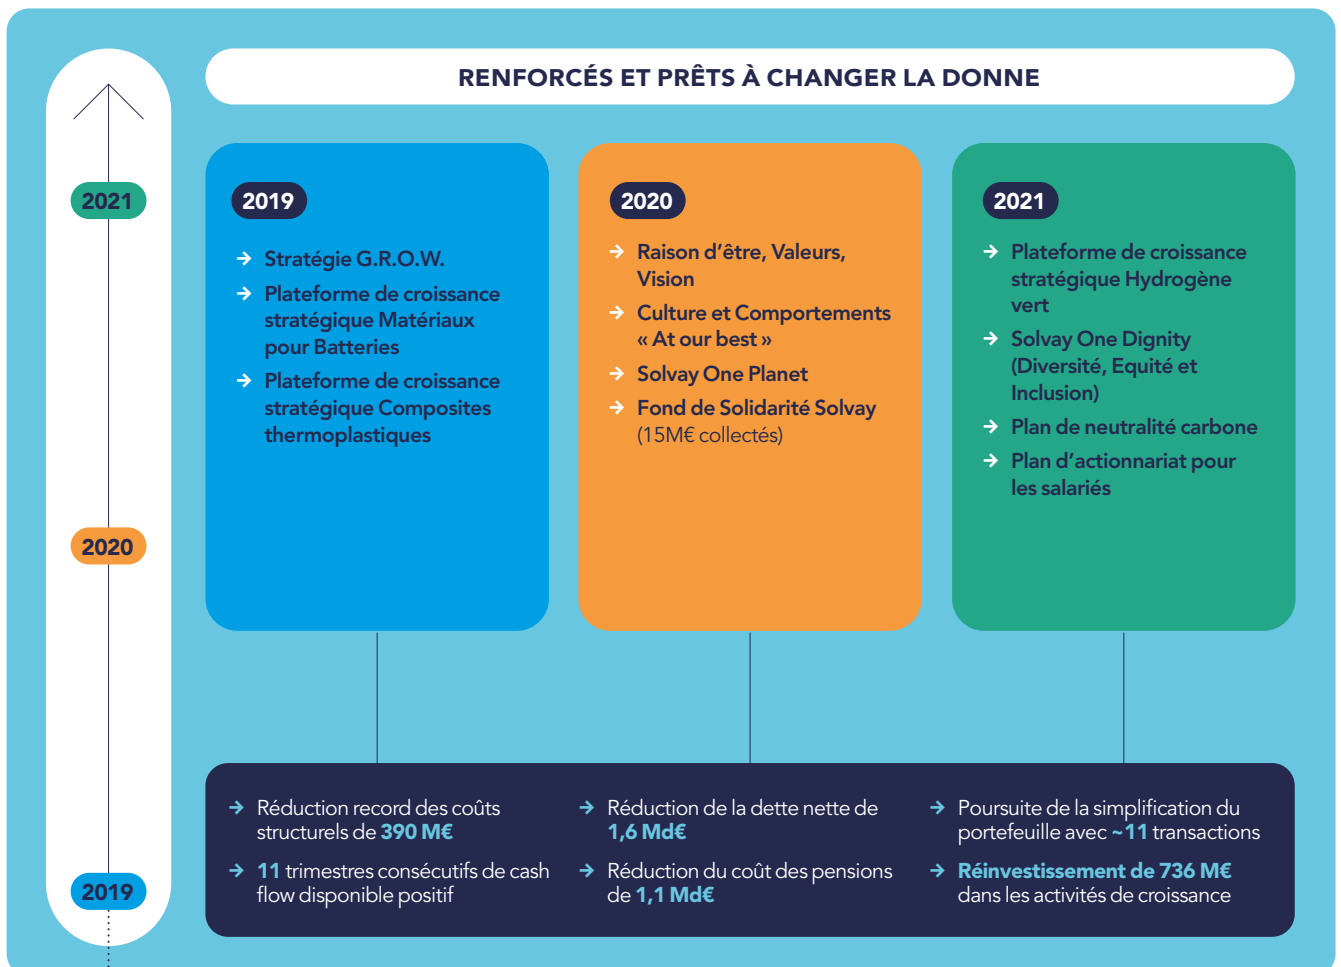 RENFORCÉS ET PRÊTS À CHANGER LA DONNE
2021
2020
2019
2019
→ Stratégie G.R.O.W.
→ Plateforme de croissance
stratégique Matériaux
pour Batteries
→ Plateforme de croissance
stratégique Composites
thermoplastiques
2020
→ Raison d’être, Valeurs,
Vision
→ Culture et Comportements
« At our best »
→ Solvay One Planet
→ Fond de Solidarité Solvay
(15M€ collectés)
2021
→ Plateforme de croissance
stratégique Hydrogène
vert
→ Solvay One Dignity
(Diversité, Equité et
Inclusion)
→ Plan de neutralité carbone
→ Plan d’actionnariat pour
les salariés
→ Réduction record des coûts
structurels de 390 M€
→ 11 trimestres consécutifs de cash
flow disponible positif
→ Réduction de la dette nette de
1,6 Md€
→ Réduction du coût des pensions
de 1,1 Md€
→ Poursuite de la simplification du
portefeuille avec ~11 transactions
→ Réinvestissement de 736 M€
dans les activités de croissance